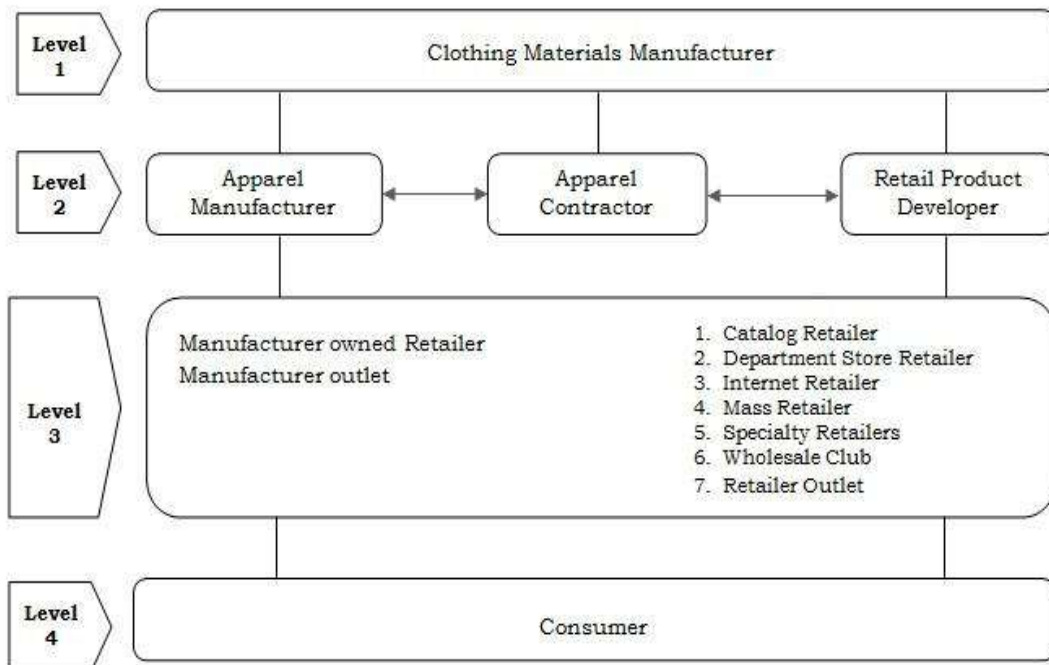 Level
1
Clothing Materials Manufacturer
Level
2
Apparel
Manufacturer
Apparel
Contractor
Retail Product
Developer
Level
3
Manufacturer owned Retailer
Manufacturer outlet
1. Catalog Retailer
2. Department Store Retailer
3. Internet Retailer
4. Mass Retailer
5. Specialty Retailers
6. Wholesale Club
7. Retailer Outlet
Level
4
Consumer